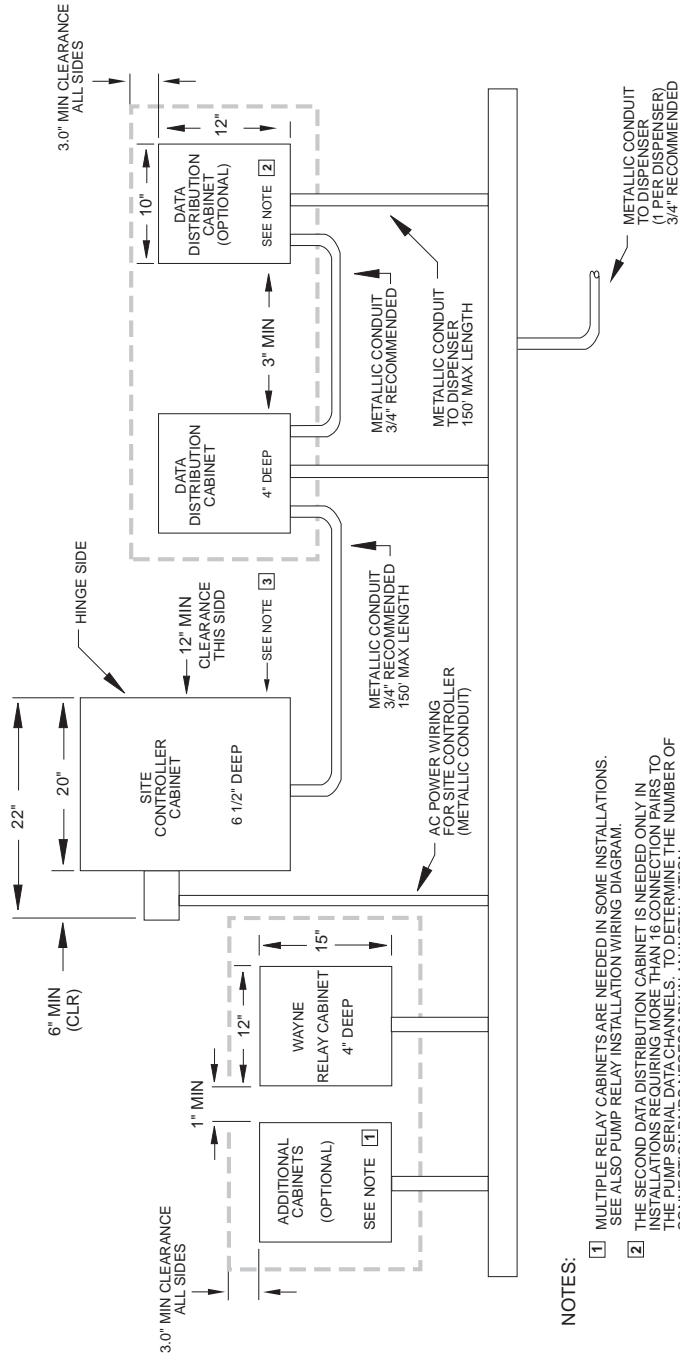 3.0" MIN CLEARANCE
ALL SIDES
ADDITIONAL
CABINETS
(OPTIONAL)
SEE NOTE 1
1" MIN
12"
WAYNE
RELAY CABINET
4" DEEP
15"
6" MIN
(CLR)
22"
20"
SITE
CONTROLLER
CABINET
6 1/2" DEEP
HINGE SIDE
12" MIN
CLEARANCE
THIS SIDD
SEE NOTE 3
AC POWER WIRING
FOR SITE CONTROLLER
(METALLIC CONDUIT)
METALLIC CONDUIT
3/4" RECOMMENDED
150' MAX LENGTH
DATA
DISTRIBUTION
CABINET
4" DEEP
3" MIN
METALLIC CONDUIT
3/4" RECOMMENDED
10"
DATA
DISTRIBUTION
CABINET
(OPTIONAL)
SEE NOTE 2
12"
3.0" MIN CLEARANCE
ALL SIDES
METALLIC CONDUIT
TO DISPENSER
150' MAX LENGTH
METALLIC CONDUIT
TO DISPENSER
(1 PER DISPENSER)
3/4" RECOMMENDED
NOTES:
1 MULTIPLE RELAY CABINETS ARE NEEDED IN SOME INSTALLATIONS.
SEE ALSO PUMP RELAY INSTALLATION WIRING DIAGRAM.
2 THE SECOND DATA DISTRIBUTION CABINET IS NEEDED ONLY IN
INSTALLATIONS REQUIRING MORE THAN 16 CONNECTION PAIRS TO
THE PUMP SERIAL DATA CHANNELS. TO DETERMINE THE NUMBER OF